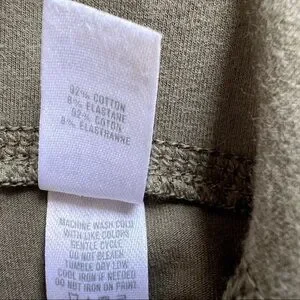 92% COTTON
8% ELASTANE
92% COTON
8% ELASTHANNE
MACHINE WASH COLD
WITH LIKE COLORS
GENTLE CYCLE
DO NOT BLEACH
TUMBLE DRY LOW
COOL IRON IF NEEDED
DO NOT IRON ON PRINT